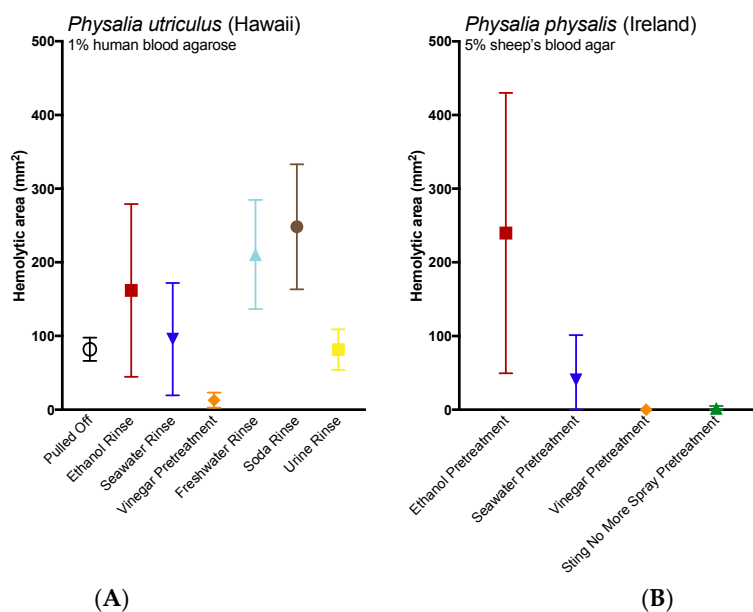 Physalia utriculus (Hawaii)
1% human blood agarose
500
400
300
200
100
0
Hemolytic area (mm²)
Pulled Off
Ethanol Rinse
Seawater Rinse
Vinegar Pretreatment
Freshwater Rinse
Soda Rinse
Urine Rinse
(A)
Physalia physalis (Ireland)
5% sheep's blood agar
500
400
300
200
100
0
Hemolytic area (mm²)
Ethanol Pretreatment
Seawater Pretreatment
Vinegar Pretreatment
Sting No More Spray Pretreatment
(B)